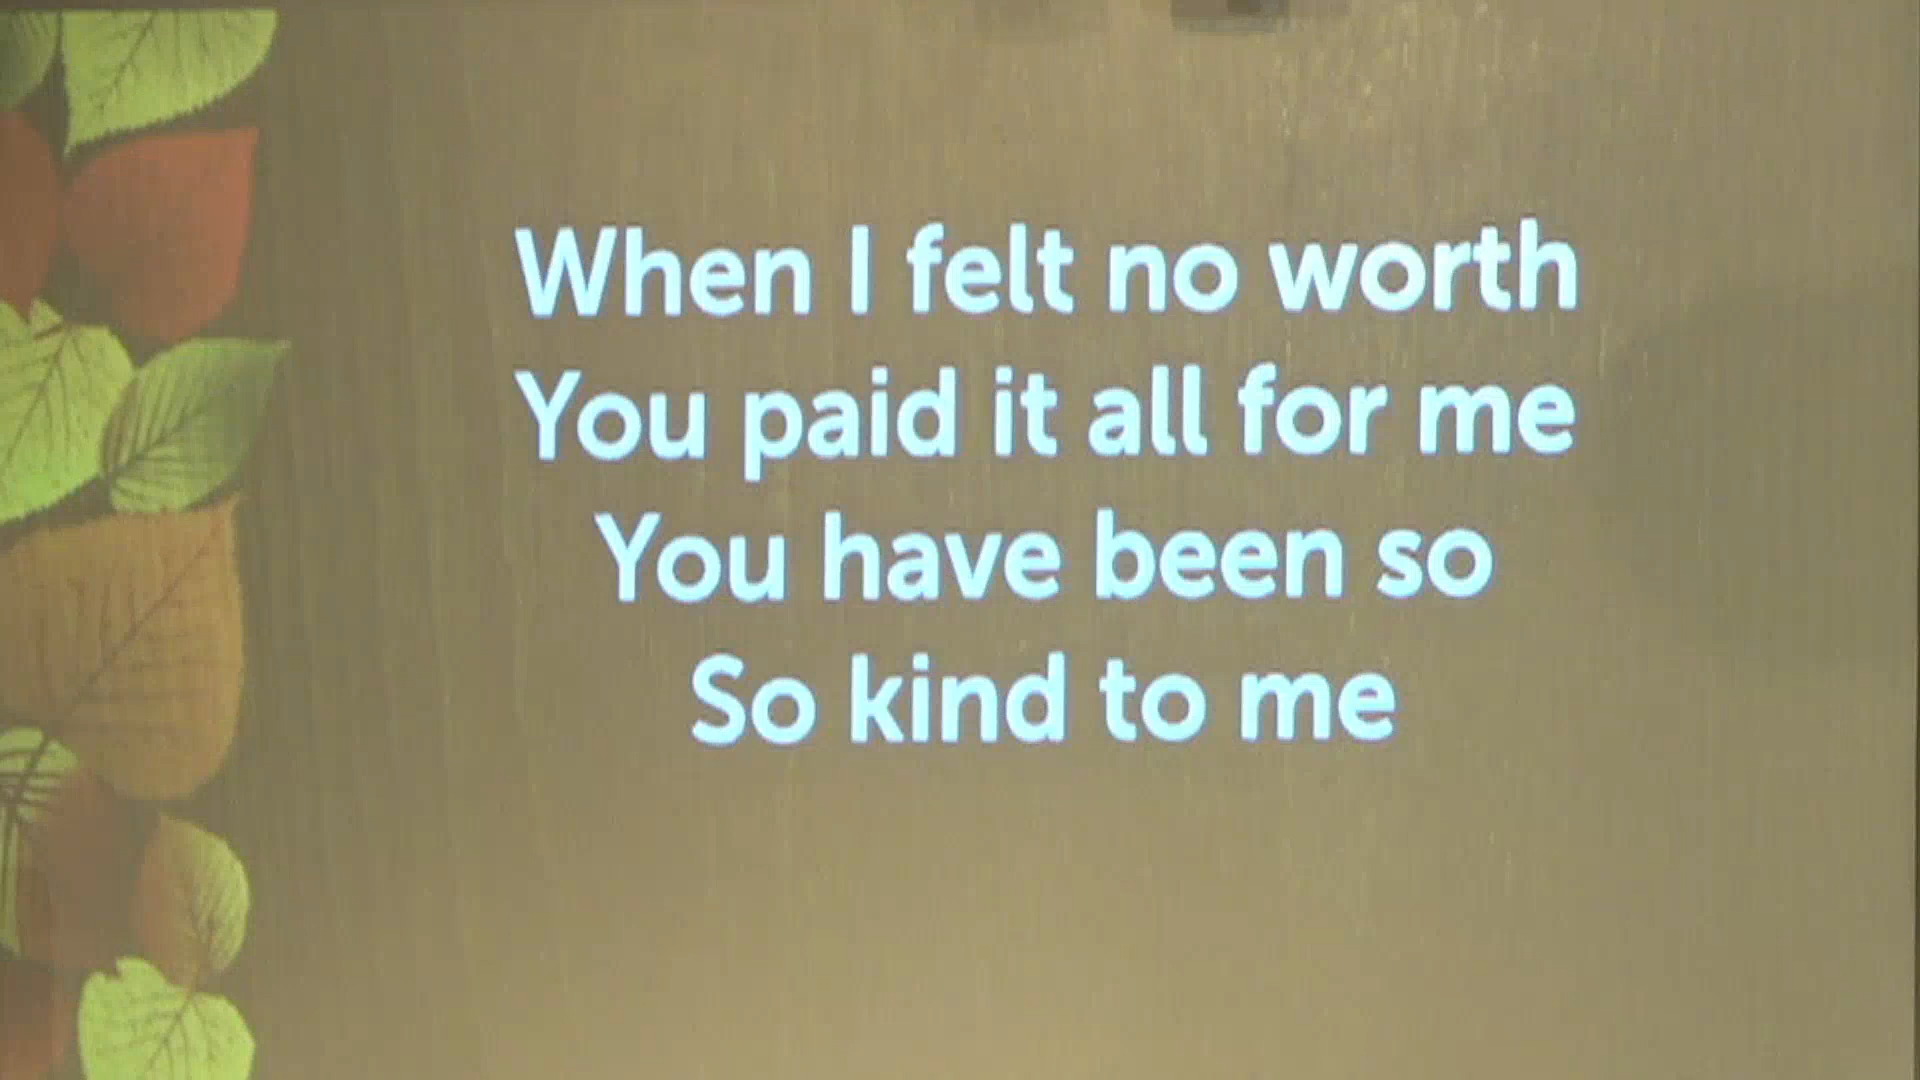 When I felt no worth
You paid it all for me
You have been so
So kind to me